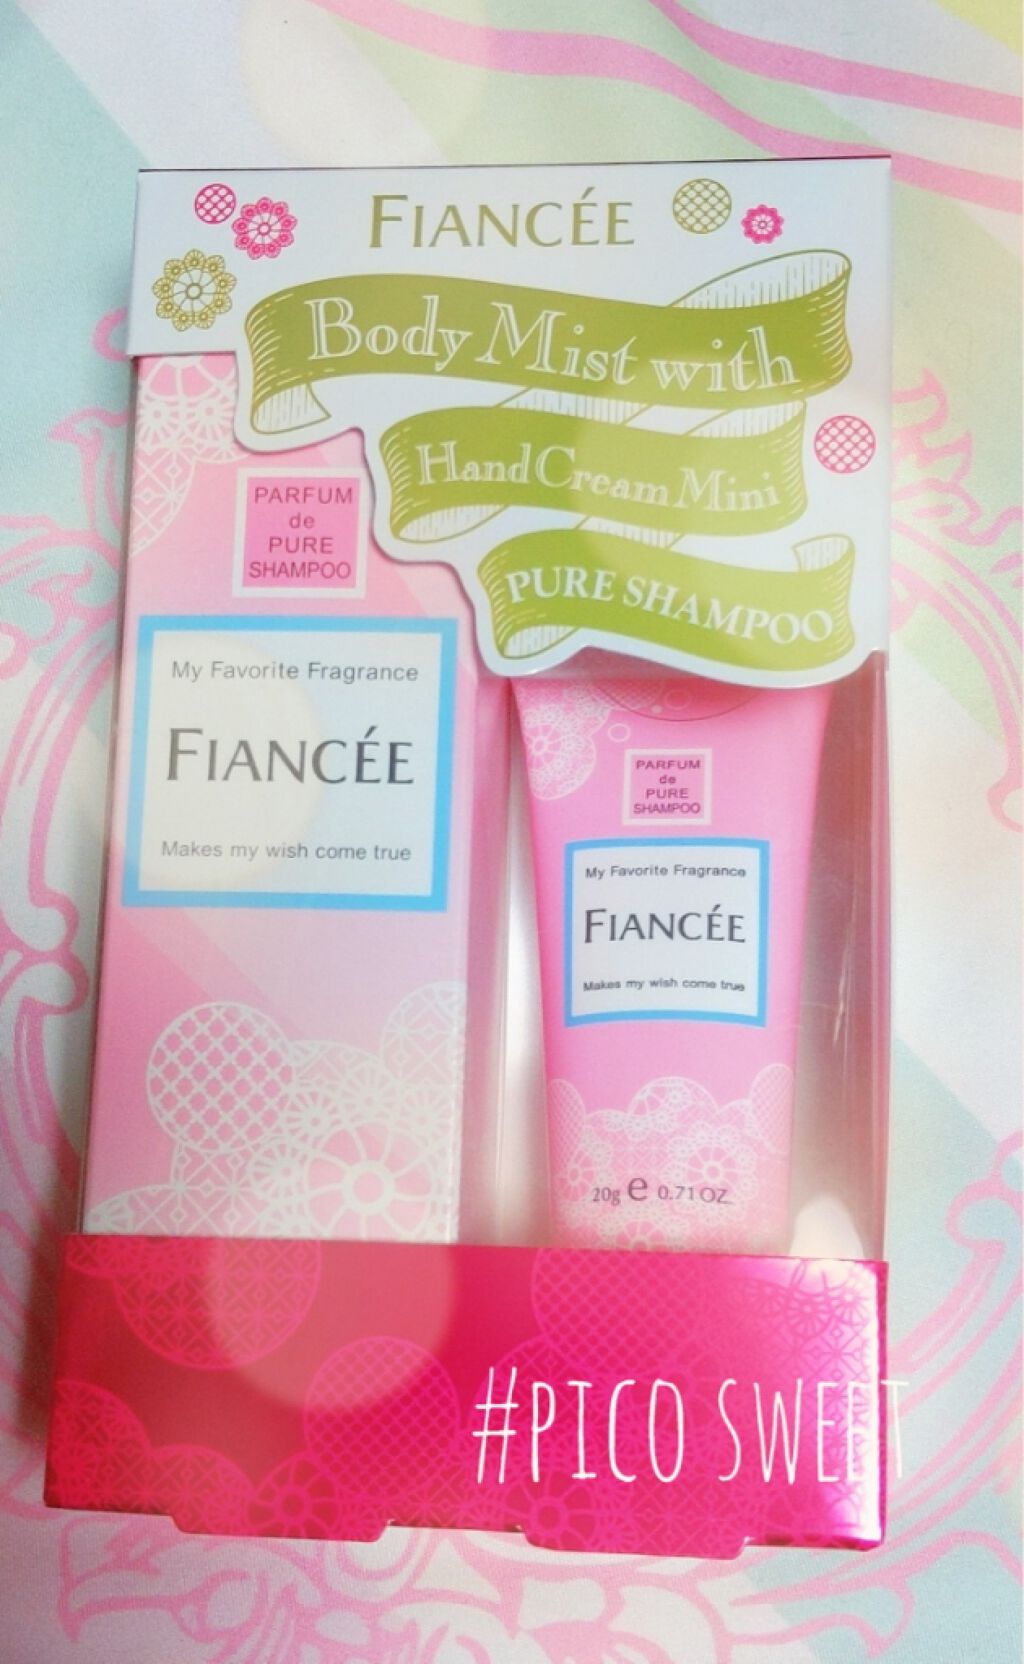 FIANCÉE
Body Mist with
Hand Cream Mini
PURE SHAMPOO
PARFUM
de
PURE
SHAMPOO
My Favorite Fragrance
FIANCÉE
Makes my wish come true
PARFUM
de
PURE
SHAMPOO
My Favorite Fragrance
FIANCÉE
Makes my wish come true
20g e 0.71 OZ
#PICO SWEET